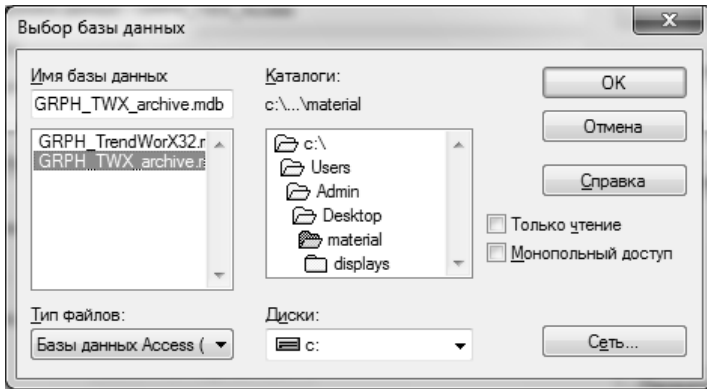 Выбор базы данных
Имя базы данных
GRPH_TWX_archive.mdb
GRPH_TrendWorX32.r
GRPH_TWX_archive.r
Тип файлов:
Базы данных Access (
Каталоги:
c:\...\material
c:\
Users
Admin
Desktop
material
displays
Диски:
c:
OK
Отмена
Справка
Только чтение
Монопольный доступ
Сеть...